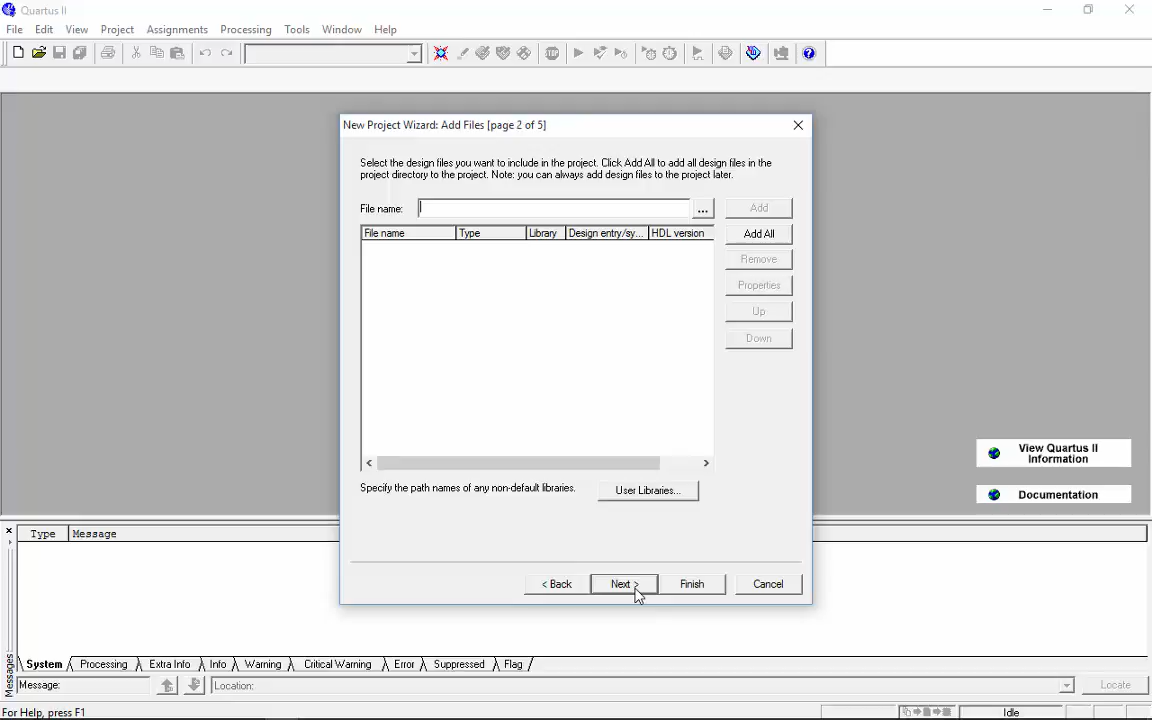 Quartus II
File Edit View Project Assignments Processing Tools Window Help
STOP
New Project Wizard: Add Files [page 2 of 5]
Select the design files you want to include in the project. Click Add All to add all design files in the
project directory to the project. Note: you can always add design files to the project later.
File name: ... Add
File name Type Library Design entry/sy... HDL version Add All
Remove
Properties
Up
Down
View Quartus II
Information
Specify the path names of any non-default libraries. User Libraries...
Documentation
Type Message
< Back Next > Finish Cancel
System Processing Extra Info Info Warning Critical Warning Error Suppressed Flag
Messages
Message: Location: Locate
For Help, press F1 Idle